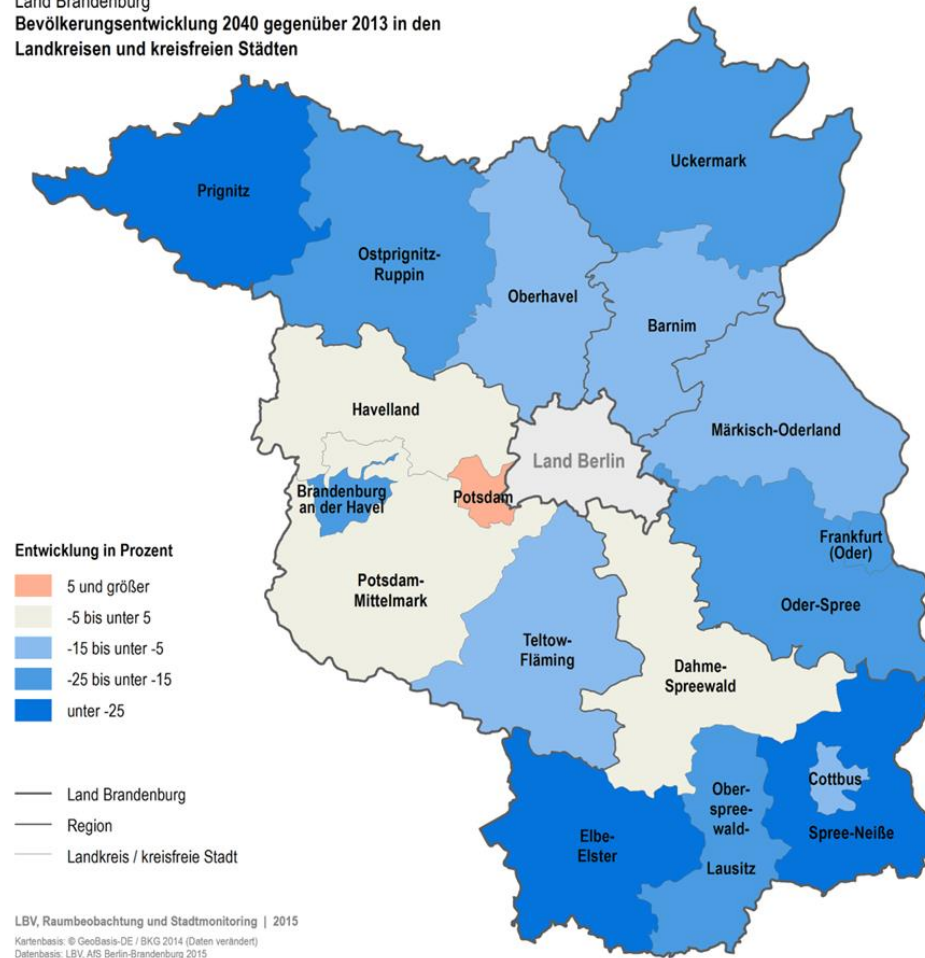 Land Brandenburg
Bevölkerungsentwicklung 2040 gegenüber 2013 in den
Landkreisen und kreisfreien Städten
Uckermark
Prignitz
Ostprignitz-
Ruppin
Oberhavel
Barnim
Havelland
Märkisch-Oderland
Land Berlin
Brandenburg
an der Havel
Potsdam
Frankfurt
(Oder)
Entwicklung in Prozent
5 und größer
-5 bis unter 5
-15 bis unter -5
-25 bis unter -15
unter -25
Potsdam-
Mittelmark
Oder-Spree
Teltow-
Fläming
Dahme-
Spreewald
Cottbus
Ober-
spree-
wald-
Lausitz
Spree-Neiße
Elbe-
Elster
Land Brandenburg
Region
Landkreis / kreisfreie Stadt
LBV, Raumbeobachtung und Stadtmonitoring | 2015
Kartenbasis: © GeoBasis-DE / BKG 2014 (Daten verändert)
Datenbasis: LBV, AfS Berlin-Brandenburg 2015